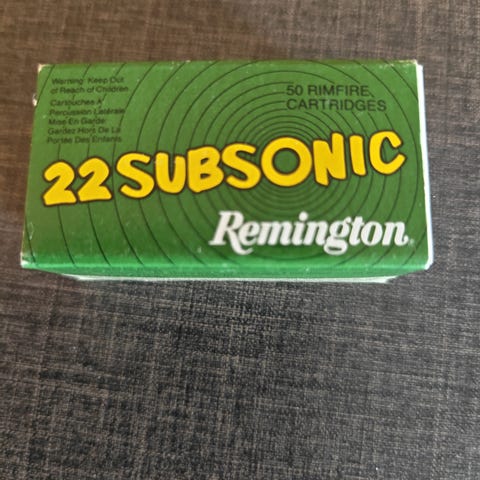 Warning: Keep Out
of Reach of Children
Cartouches À
Percussion Latérale
Mise En Garde:
Gardez Hors De La
Portée Des Enfants
50 RIMFIRE
CARTRIDGES
22 SUBSONIC
Remington®